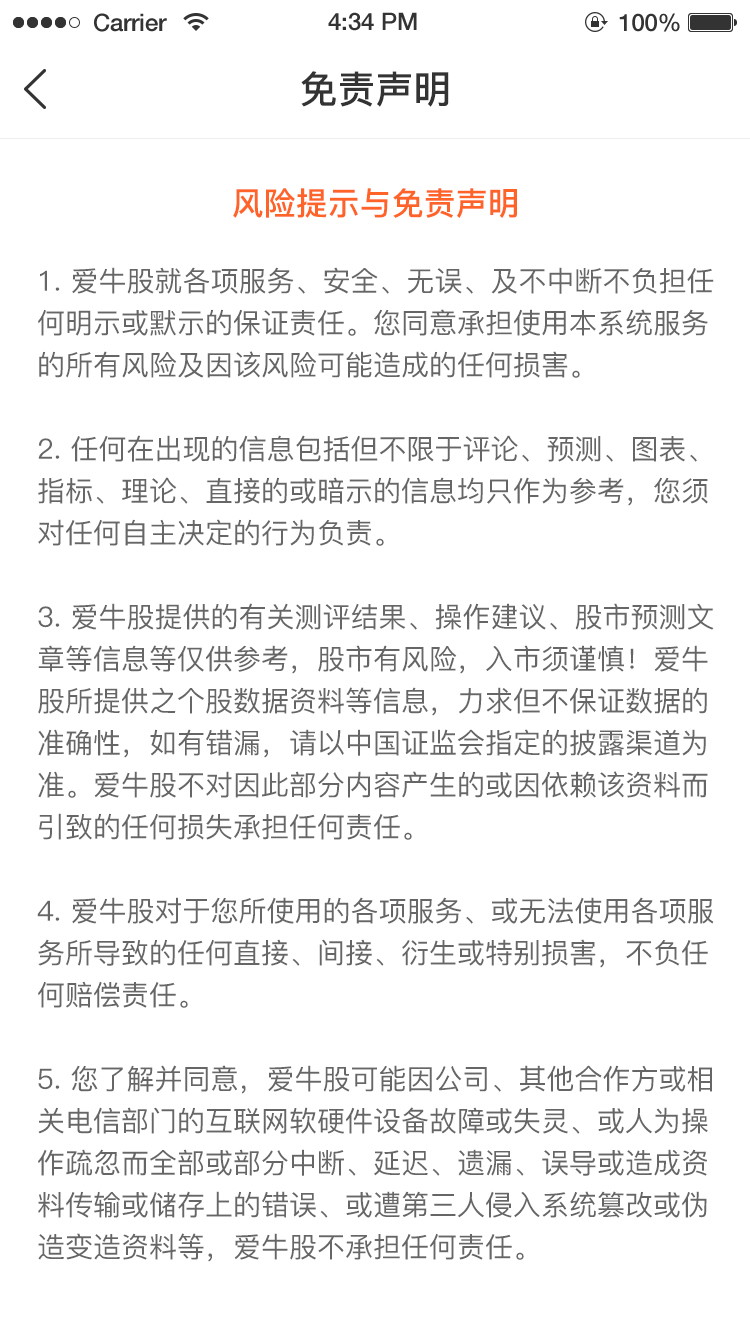 Carrier 4:34 PM 100%
免责声明
风险提示与免责声明
1. 爱牛股就各项服务、安全、无误、及不中断不负担任
何明示或默示的保证责任。您同意承担使用本系统服务
的所有风险及因该风险可能造成的任何损害。
2. 任何在出现的信息包括但不限于评论、预测、图表、
指标、理论、直接的或暗示的信息均只作为参考，您须
对任何自主决定的行为负责。
3. 爱牛股提供的有关测评结果、操作建议、股市预测文
章等信息等仅供参考，股市有风险，入市须谨慎！爱牛
股所提供之个股数据资料等信息，力求但不保证数据的
准确性，如有错漏，请以中国证监会指定的披露渠道为
准。爱牛股不对因此部分内容产生的或因依赖该资料而
引致的任何损失承担任何责任。
4. 爱牛股对于您所使用的各项服务、或无法使用各项服
务所导致的任何直接、间接、衍生或特别损害，不负任
何赔偿责任。
5. 您了解并同意，爱牛股可能因公司、其他合作方或相
关电信部门的互联网软硬件设备故障或失灵、或人为操
作疏忽而全部或部分中断、延迟、遗漏、误导或造成资
料传输或储存上的错误、或遭第三人侵入系统篡改或伪
造变造资料等，爱牛股不承担任何责任。